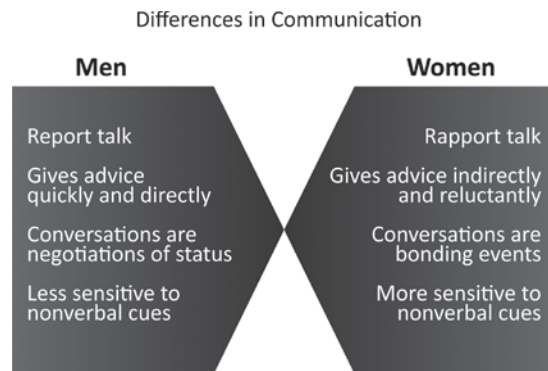 Differences in Communication
Men
Report talk
Gives advice
quickly and directly
Conversations are
negotiations of status
Less sensitive to
nonverbal cues
Women
Rapport talk
Gives advice indirectly
and reluctantly
Conversations are
bonding events
More sensitive to
nonverbal cues